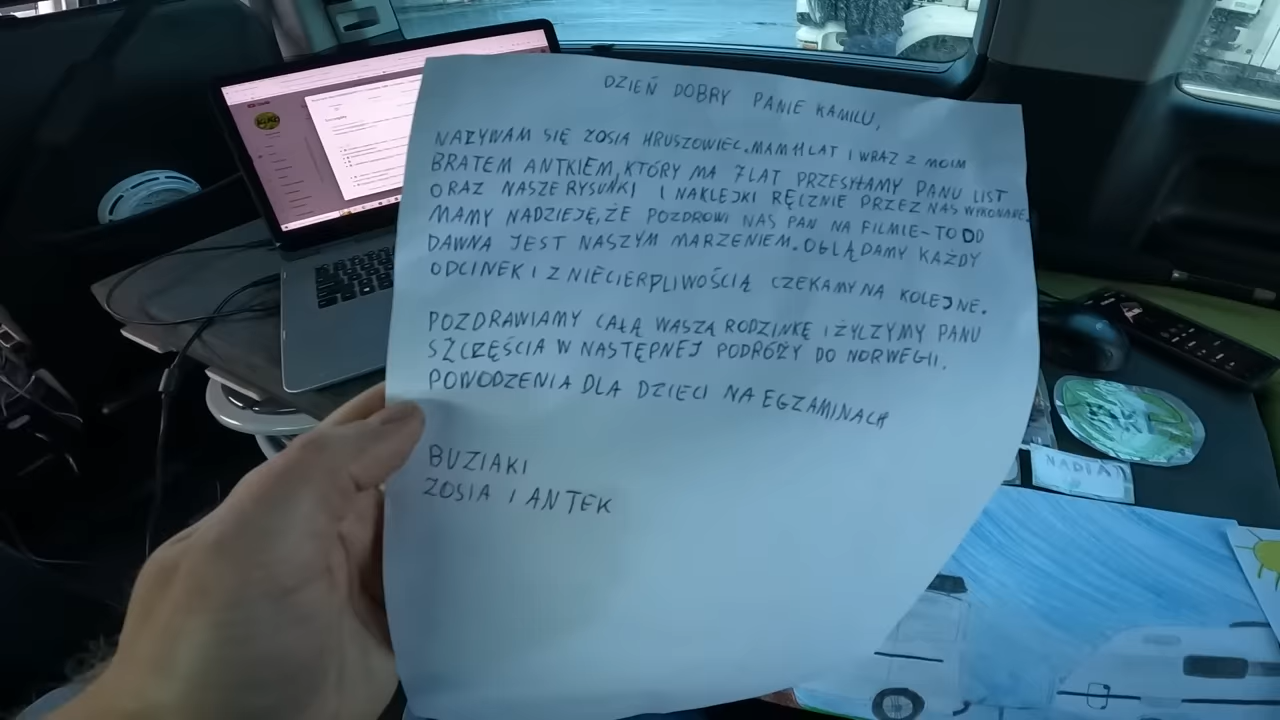 DZIEŃ DOBRY PANIE KAMILU,
NAZYWAM SIĘ ZOSIA HRUSZOWIEC. MAM 11 LAT I WRAZ Z MOIM
BRATEM ANTKIEM, KTÓRY MA 7 LAT PRZESYŁAMY PANU LIST
ORAZ NASZE RYSUNKI I NAKLEJKI RĘCZNIE PRZEZ NAS WYKONANE.
MAMY NADZIEJĘ, ŻE POZDROWI NAS PAN NA FILMIE - TO OD
DAWNA JEST NASZYM MARZENIEM. OGLĄDAMY KAŻDY
ODCINEK I Z NIECIERPLIWOŚCIĄ CZEKAMY NA KOLEJNE.
POZDRAWIAMY CAŁĄ WASZĄ RODZINKĘ I ŻYCZYMY PANU
SZCZĘŚCIA W NASTĘPNEJ PODRÓŻY DO NORWEGII.
POWODZENIA DLA DZIECI NA EGZAMINACH
BUZIAKI
ZOSIA I ANTEK
NADIA